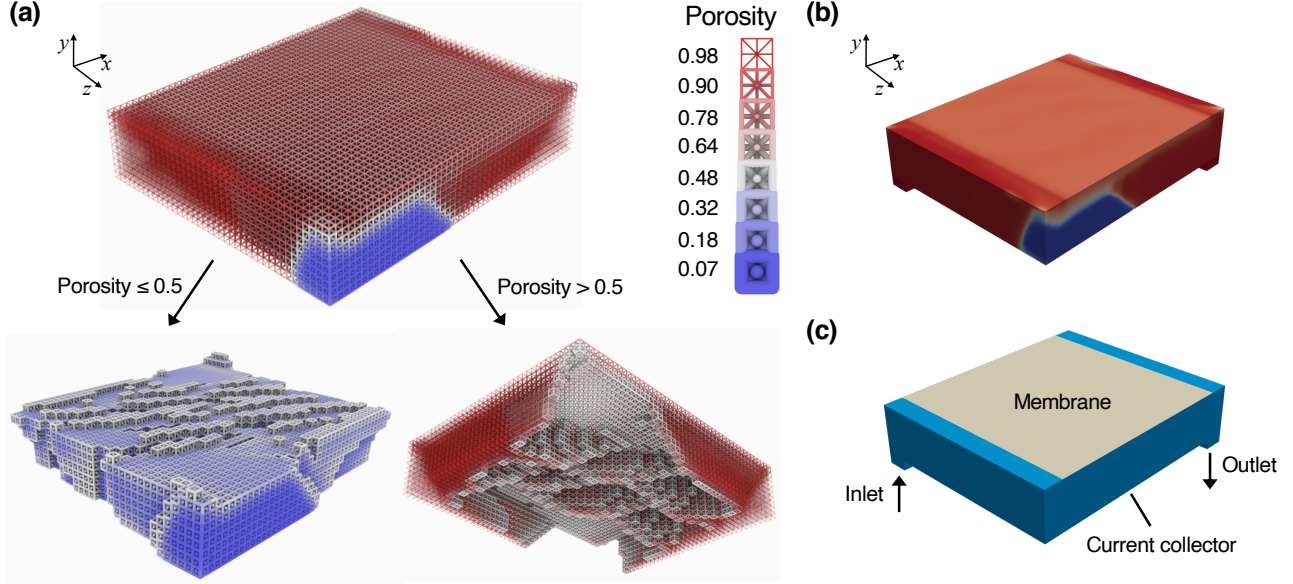 (a)
y
x
z
Porosity
0.98
0.90
0.78
0.64
0.48
0.32
0.18
0.07
Porosity ≤ 0.5
Porosity > 0.5
(b)
y
x
z
(c)
Membrane
Inlet
Outlet
Current collector